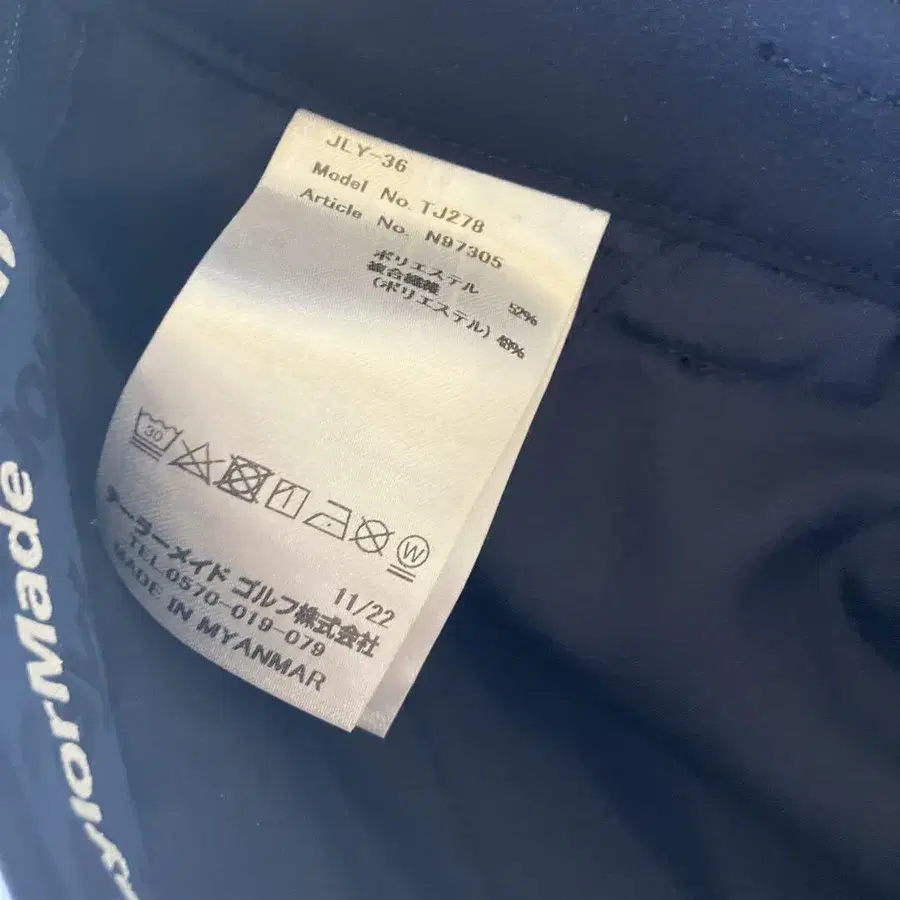 JLY-36
Model No. TJ278
Article No. N97305
ポリエステル 52%
複合繊維
(ポリエステル) 48%
30
W
11/22
テーラーメイド ゴルフ株式会社
TEL.0570-019-079
MADE IN MYANMAR
TaylorMade